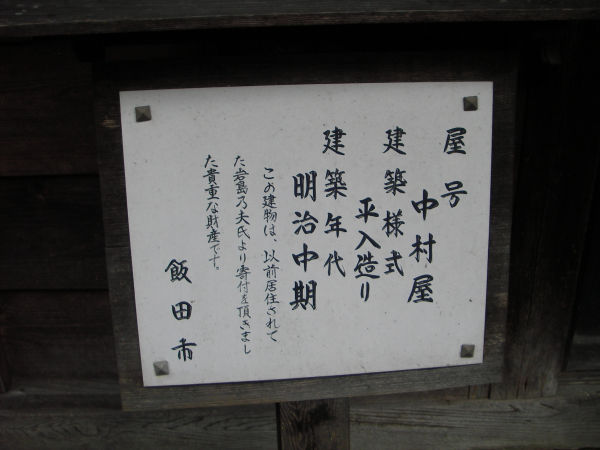 屋号
中村屋
建築様式
平入造り
建築年代
明治中期
この建物は、以前居住されて
た岩島乃夫氏より寄付を頂きまし
た貴重な財産です。
飯田市